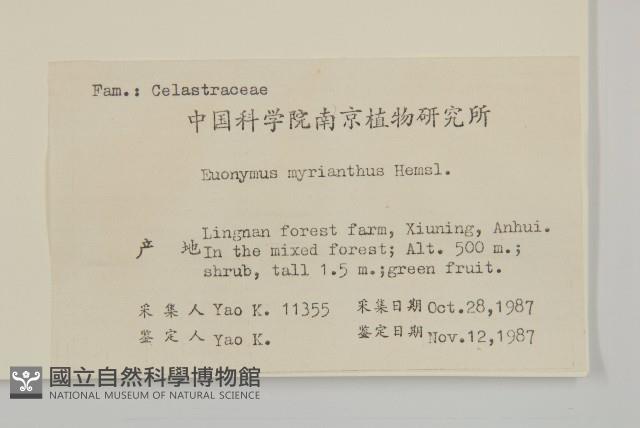 Fam.: Celastraceae
中国科学院南京植物研究所
Euonymus myrianthus Hemsl.
产 地 Lingnan forest farm, Xiuning, Anhui.
In the mixed forest; Alt. 500 m.;
shrub, tall 1.5 m.;green fruit.
采集人 Yao K. 11355 采集日期 Oct.28,1987
鉴定人 Yao K. 鉴定日期 Nov.12,1987
國立自然科學博物館
NATIONAL MUSEUM OF NATURAL SCIENCE